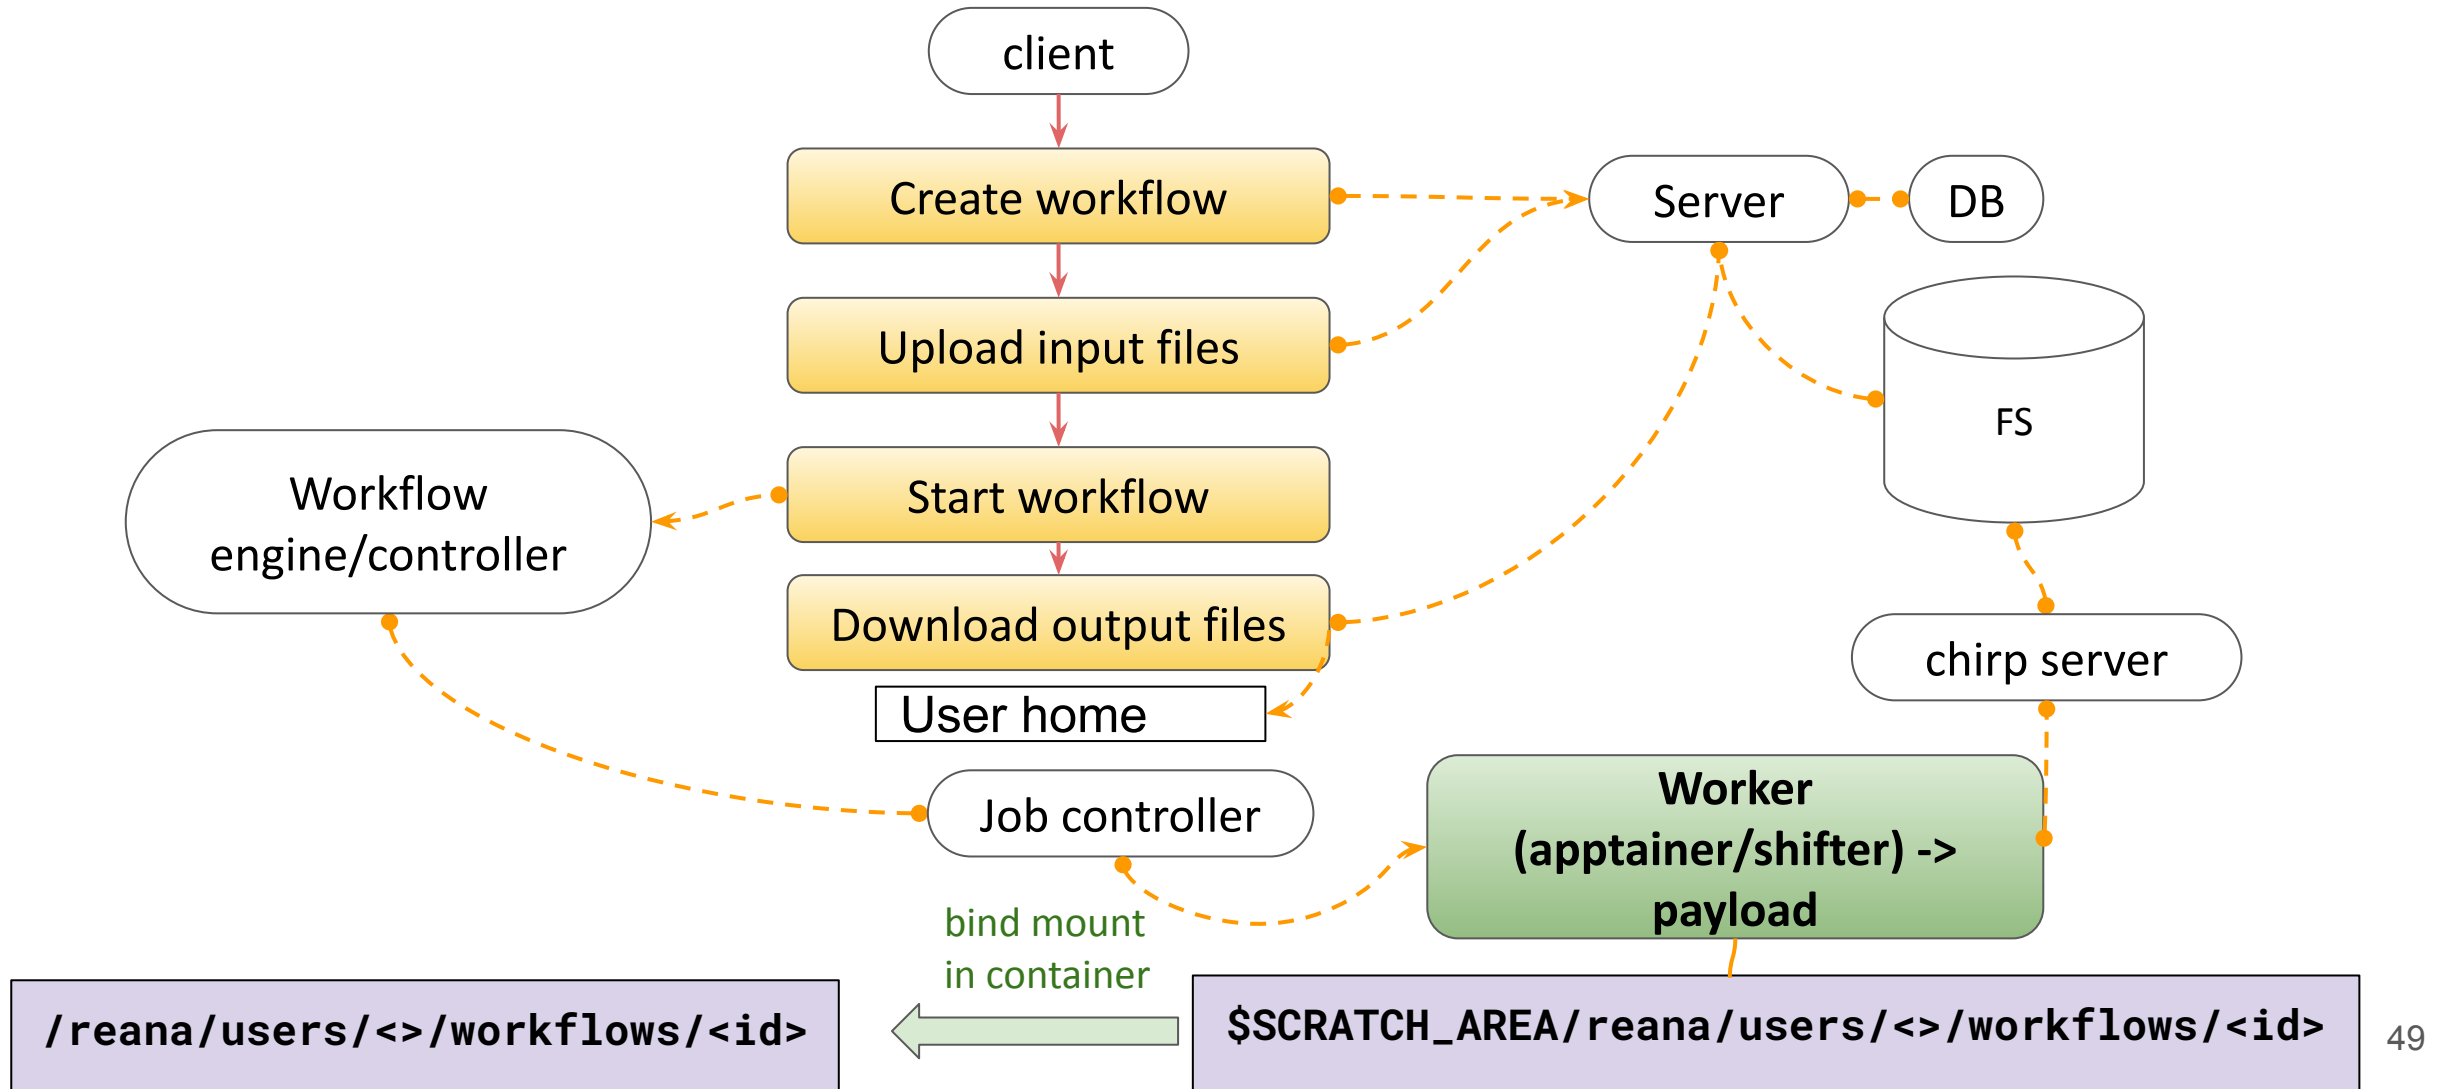 client
Create workflow
Server
DB
Upload input files
FS
Workflow
engine/controller
Start workflow
Download output files
chirp server
User home
Job controller
Worker
(apptainer/shifter) ->
payload
bind mount
in container
/reana/users/<>/workflows/<id>
$SCRATCH_AREA/reana/users/<>/workflows/<id>
49